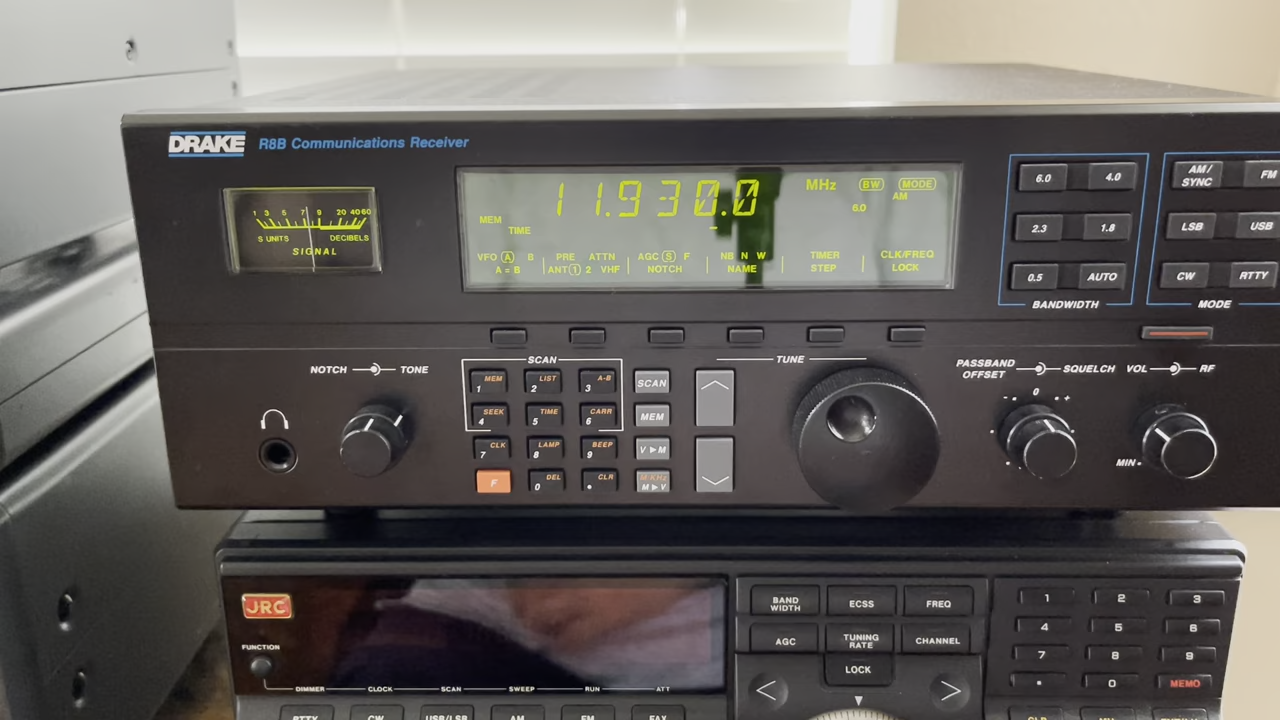 DRAKE R8B Communications Receiver
1 3 5 7 9 20 40 60
S UNITS DECIBELS
SIGNAL
11.930.0 MHz BW MODE
6.0 AM
MEM
TIME
VFO A B PRE ATTN AGC S F NB N W TIMER CLK/FREQ
A = B ANT 1 2 VHF NOTCH NAME STEP LOCK
6.0 4.0
2.3 1.8
0.5 AUTO
BANDWIDTH
AM/SYNC FM
LSB USB
CW RTTY
MODE
NOTCH TONE
SCAN
1 MEM 2 LIST 3 A-B SCAN
4 SEEK 5 TIME 6 CARR MEM
7 CLK 8 LAMP 9 BEEP V ▶ M
F 0 DEL . CLR M ▶ V
TUNE
PASSBAND OFFSET SQUELCH
- 0 +
VOL RF
MIN
JRC
FUNCTION
DIMMER CLOCK SCAN SWEEP RUN ATT
RTTY CW USB/LSB AM FM FAX
BAND WIDTH ECSS FREQ
AGC TUNING RATE CHANNEL
LOCK
< >
1 2 3
4 5 6
7 8 9
. 0 MEMO